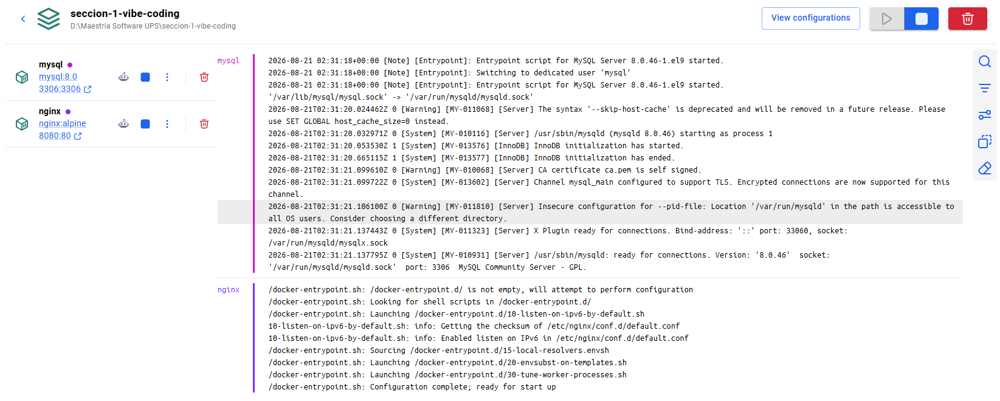 seccion-1-vibe-coding
D:\Maestria Software UPS\seccion-1-vibe-coding
View configurations
mysql
mysql:8.0
3306:3306
nginx
nginx:alpine
8080:80
mysql
2026-08-21 02:31:18+00:00 [Note] [Entrypoint]: Entrypoint script for MySQL Server 8.0.46-1.el9 started.
2026-08-21 02:31:18+00:00 [Note] [Entrypoint]: Switching to dedicated user 'mysql'
2026-08-21 02:31:18+00:00 [Note] [Entrypoint]: Entrypoint script for MySQL Server 8.0.46-1.el9 started.
'/var/lib/mysql/mysql.sock' -> '/var/run/mysqld/mysqld.sock'
2026-08-21T02:31:20.024462Z 0 [Warning] [MY-011068] [Server] The syntax '--skip-host-cache' is deprecated and will be removed in a future release. Please
use SET GLOBAL host_cache_size=0 instead.
2026-08-21T02:31:20.032971Z 0 [System] [MY-010116] [Server] /usr/sbin/mysqld (mysqld 8.0.46) starting as process 1
2026-08-21T02:31:20.053530Z 1 [System] [MY-013576] [InnoDB] InnoDB initialization has started.
2026-08-21T02:31:20.665115Z 1 [System] [MY-013577] [InnoDB] InnoDB initialization has ended.
2026-08-21T02:31:21.099610Z 0 [Warning] [MY-010068] [Server] CA certificate ca.pem is self signed.
2026-08-21T02:31:21.099722Z 0 [System] [MY-013602] [Server] Channel mysql_main configured to support TLS. Encrypted connections are now supported for this
channel.
2026-08-21T02:31:21.106100Z 0 [Warning] [MY-011810] [Server] Insecure configuration for --pid-file: Location '/var/run/mysqld' in the path is accessible to
all OS users. Consider choosing a different directory.
2026-08-21T02:31:21.137443Z 0 [System] [MY-011323] [Server] X Plugin ready for connections. Bind-address: '::' port: 33060, socket:
/var/run/mysqld/mysqlx.sock
2026-08-21T02:31:21.137795Z 0 [System] [MY-010931] [Server] /usr/sbin/mysqld: ready for connections. Version: '8.0.46'  socket:
'/var/run/mysqld/mysqld.sock'  port: 3306  MySQL Community Server - GPL.
nginx
/docker-entrypoint.sh: /docker-entrypoint.d/ is not empty, will attempt to perform configuration
/docker-entrypoint.sh: Looking for shell scripts in /docker-entrypoint.d/
/docker-entrypoint.sh: Launching /docker-entrypoint.d/10-listen-on-ipv6-by-default.sh
10-listen-on-ipv6-by-default.sh: info: Getting the checksum of /etc/nginx/conf.d/default.conf
10-listen-on-ipv6-by-default.sh: info: Enabled listen on IPv6 in /etc/nginx/conf.d/default.conf
/docker-entrypoint.sh: Sourcing /docker-entrypoint.d/15-local-resolvers.envsh
/docker-entrypoint.sh: Launching /docker-entrypoint.d/20-envsubst-on-templates.sh
/docker-entrypoint.sh: Launching /docker-entrypoint.d/30-tune-worker-processes.sh
/docker-entrypoint.sh: Configuration complete; ready for start up